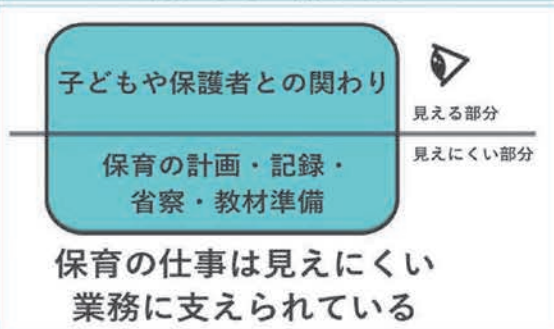 子どもや保護者との関わり
見える部分
見えにくい部分
保育の計画・記録・
省察・教材準備
保育の仕事は見えにくい
業務に支えられている